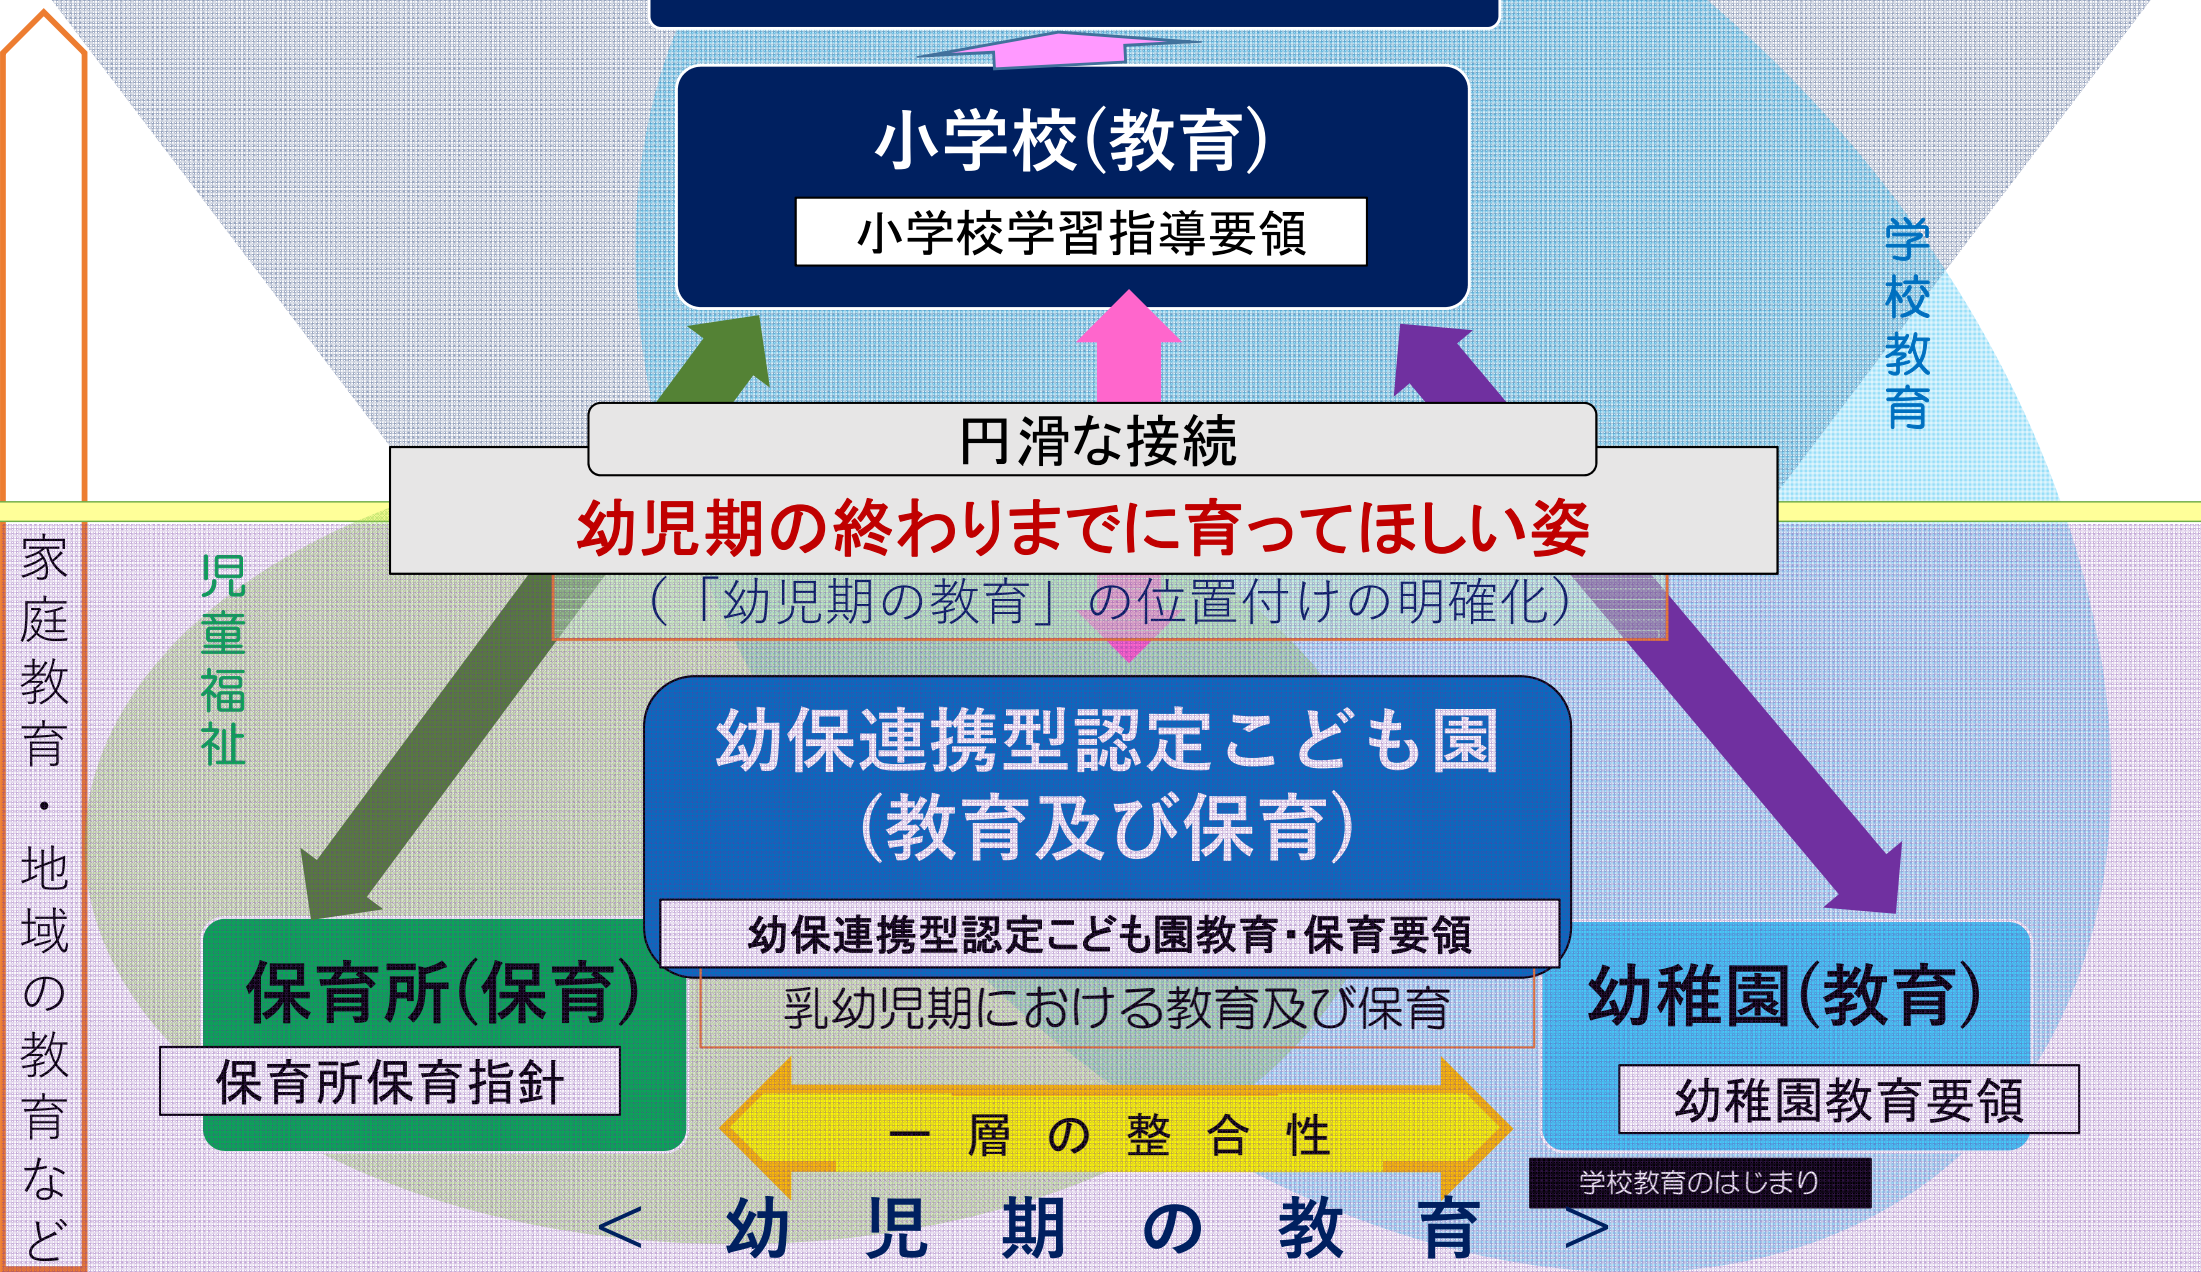 小学校(教育)
小学校学習指導要領
学校教育
円滑な接続
幼児期の終わりまでに育ってほしい姿
(「幼児期の教育」の位置付けの明確化)
家庭教育・地域の教育など
児童福祉
幼保連携型認定こども園
(教育及び保育)
幼保連携型認定こども園教育・保育要領
乳幼児期における教育及び保育
保育所(保育)
保育所保育指針
幼稚園(教育)
幼稚園教育要領
一層の整合性
学校教育のはじまり
<幼児期の教育>